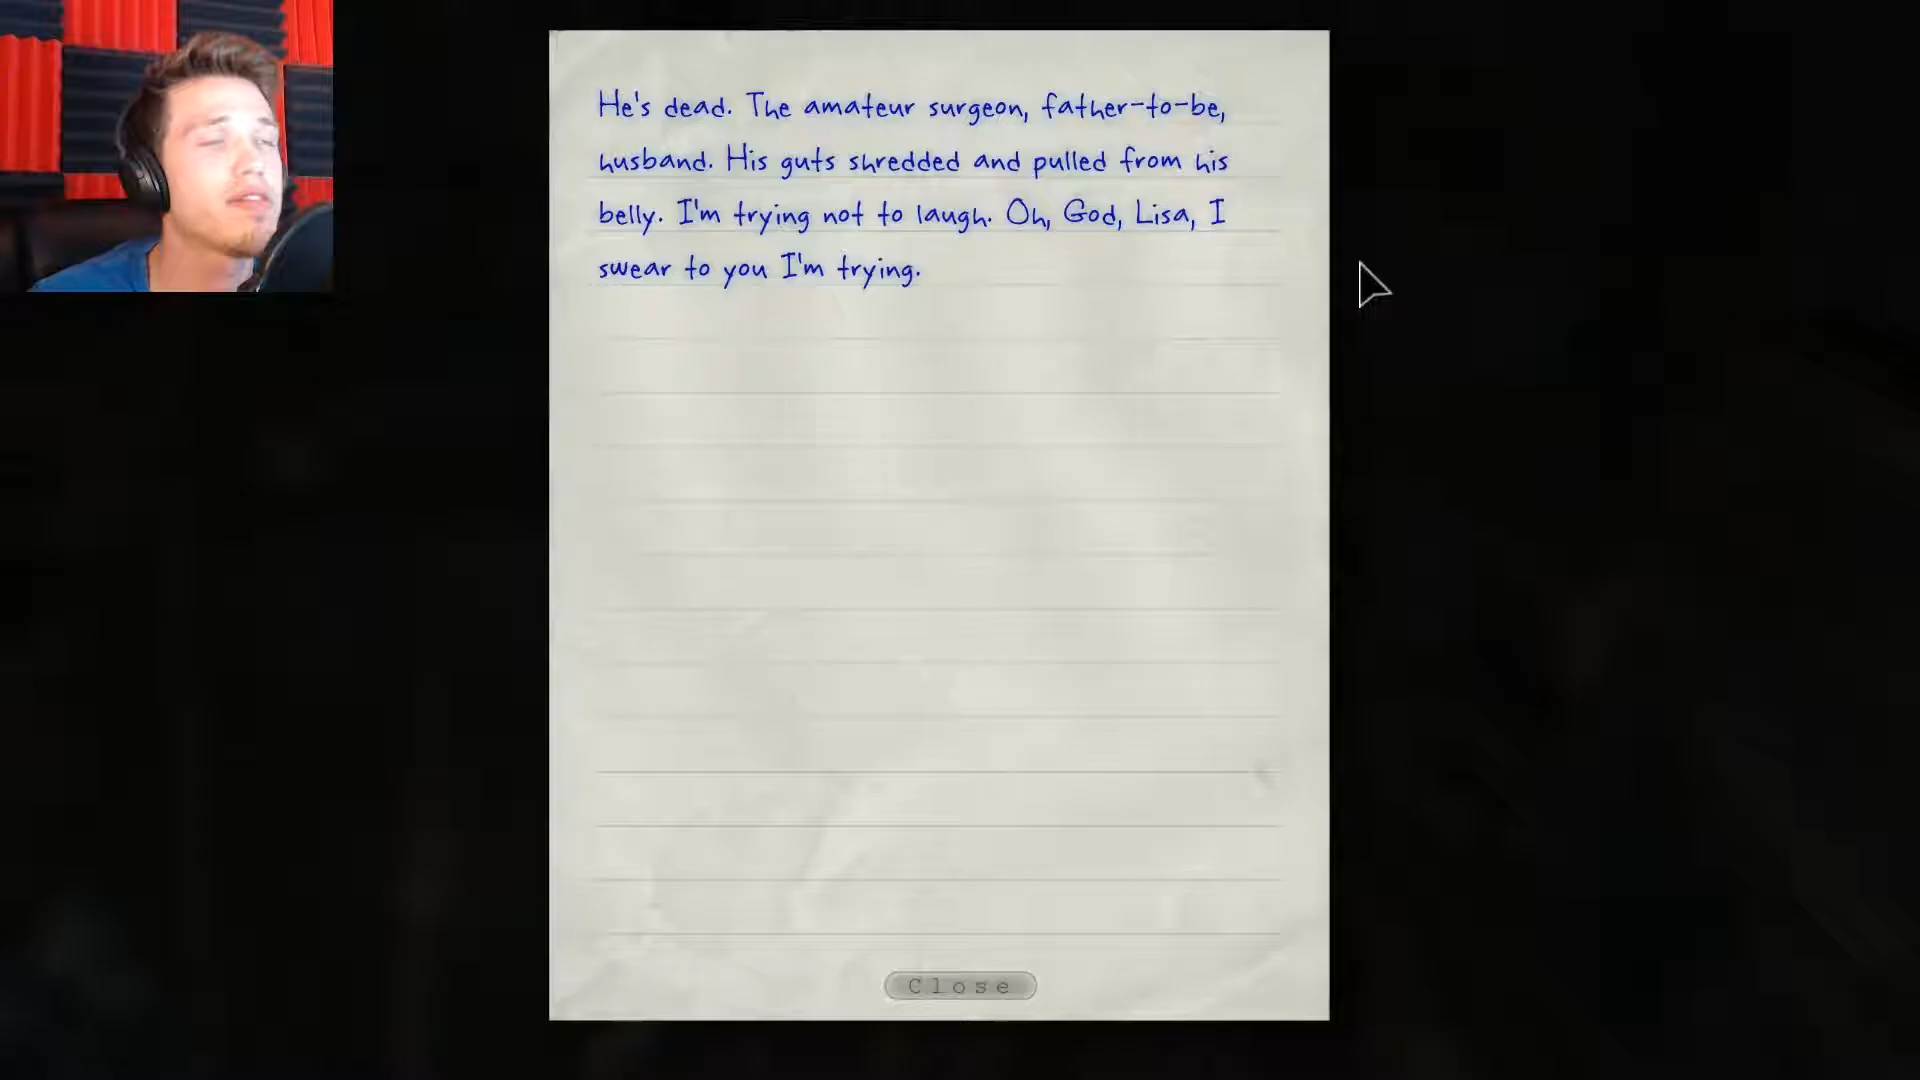 He's dead. The amateur surgeon, father-to-be,
husband. His guts shredded and pulled from his
belly. I'm trying not to laugh. Oh, God, Lisa, I
swear to you I'm trying.
Close